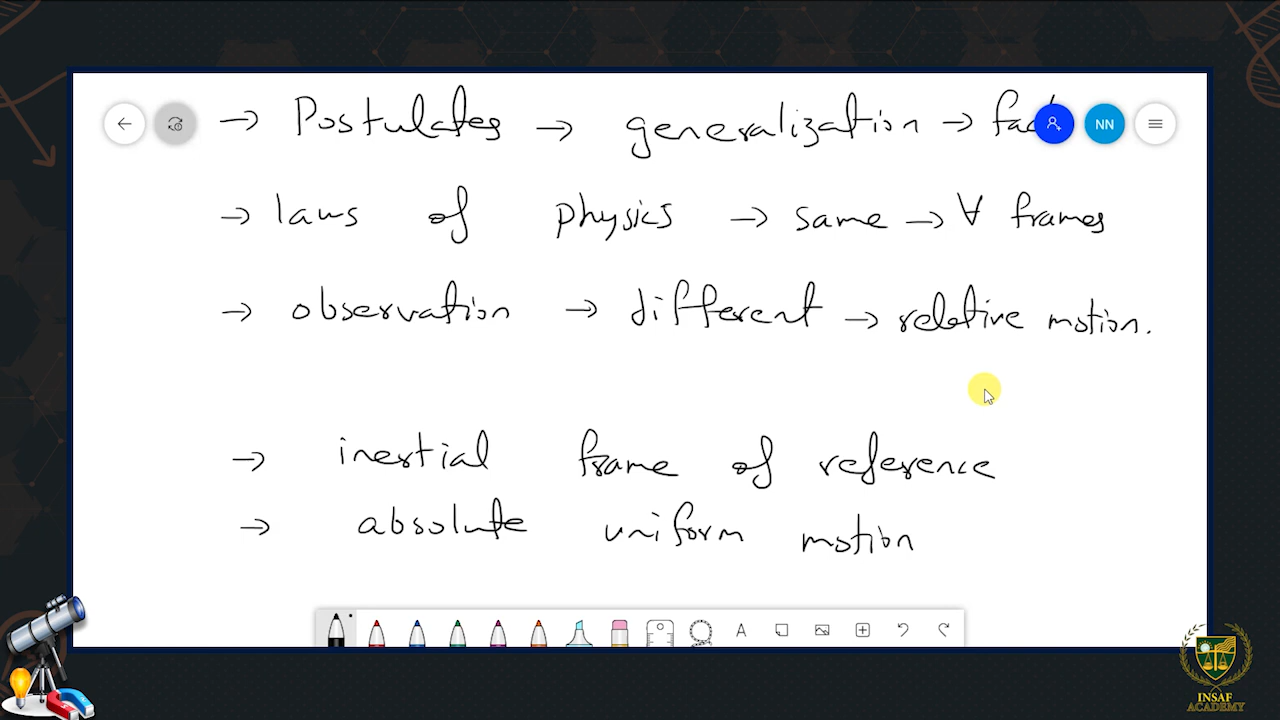 → Postulates → generalization →
→ laws of physics → same → ∀ frames
→ observation → different → relative motion.
→ inertial frame of reference
→ absolute uniform motion
NN
A
INSAF
ACADEMY